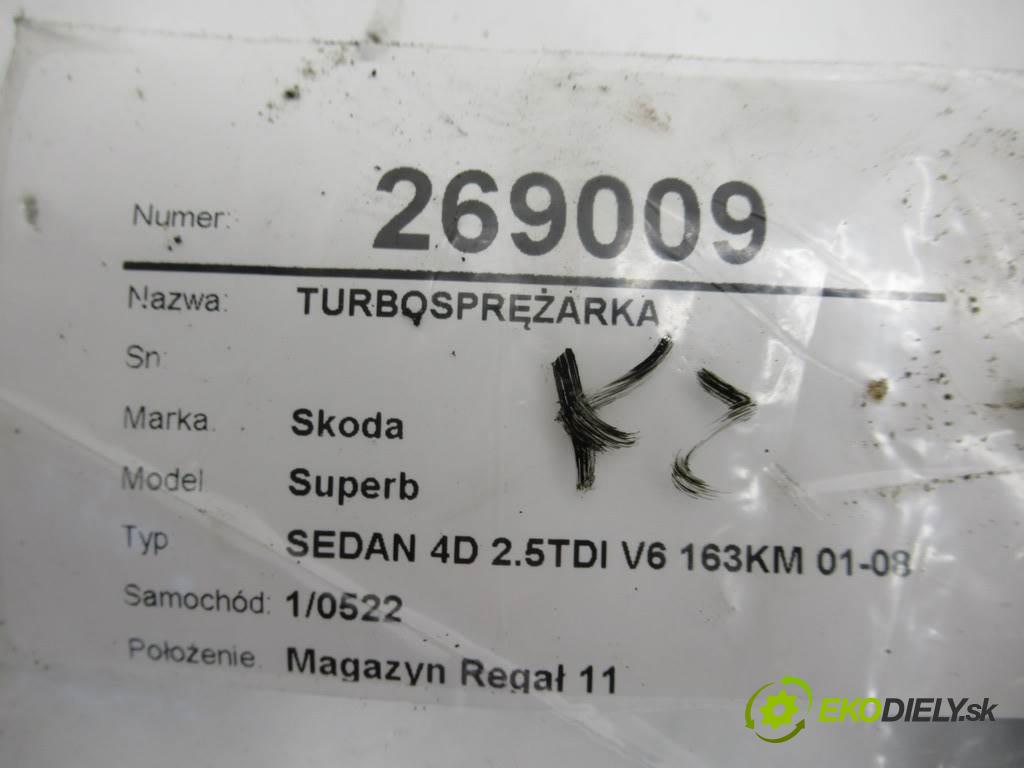 Numer: 269009
Nazwa: TURBOSPRĘŻARKA
Sn
Marka Skoda
Model Superb
Typ SEDAN 4D 2.5TDI V6 163KM 01-08
Samochód: 1/0522
Położenie Magazyn Regał 11
EKODIELY.sk